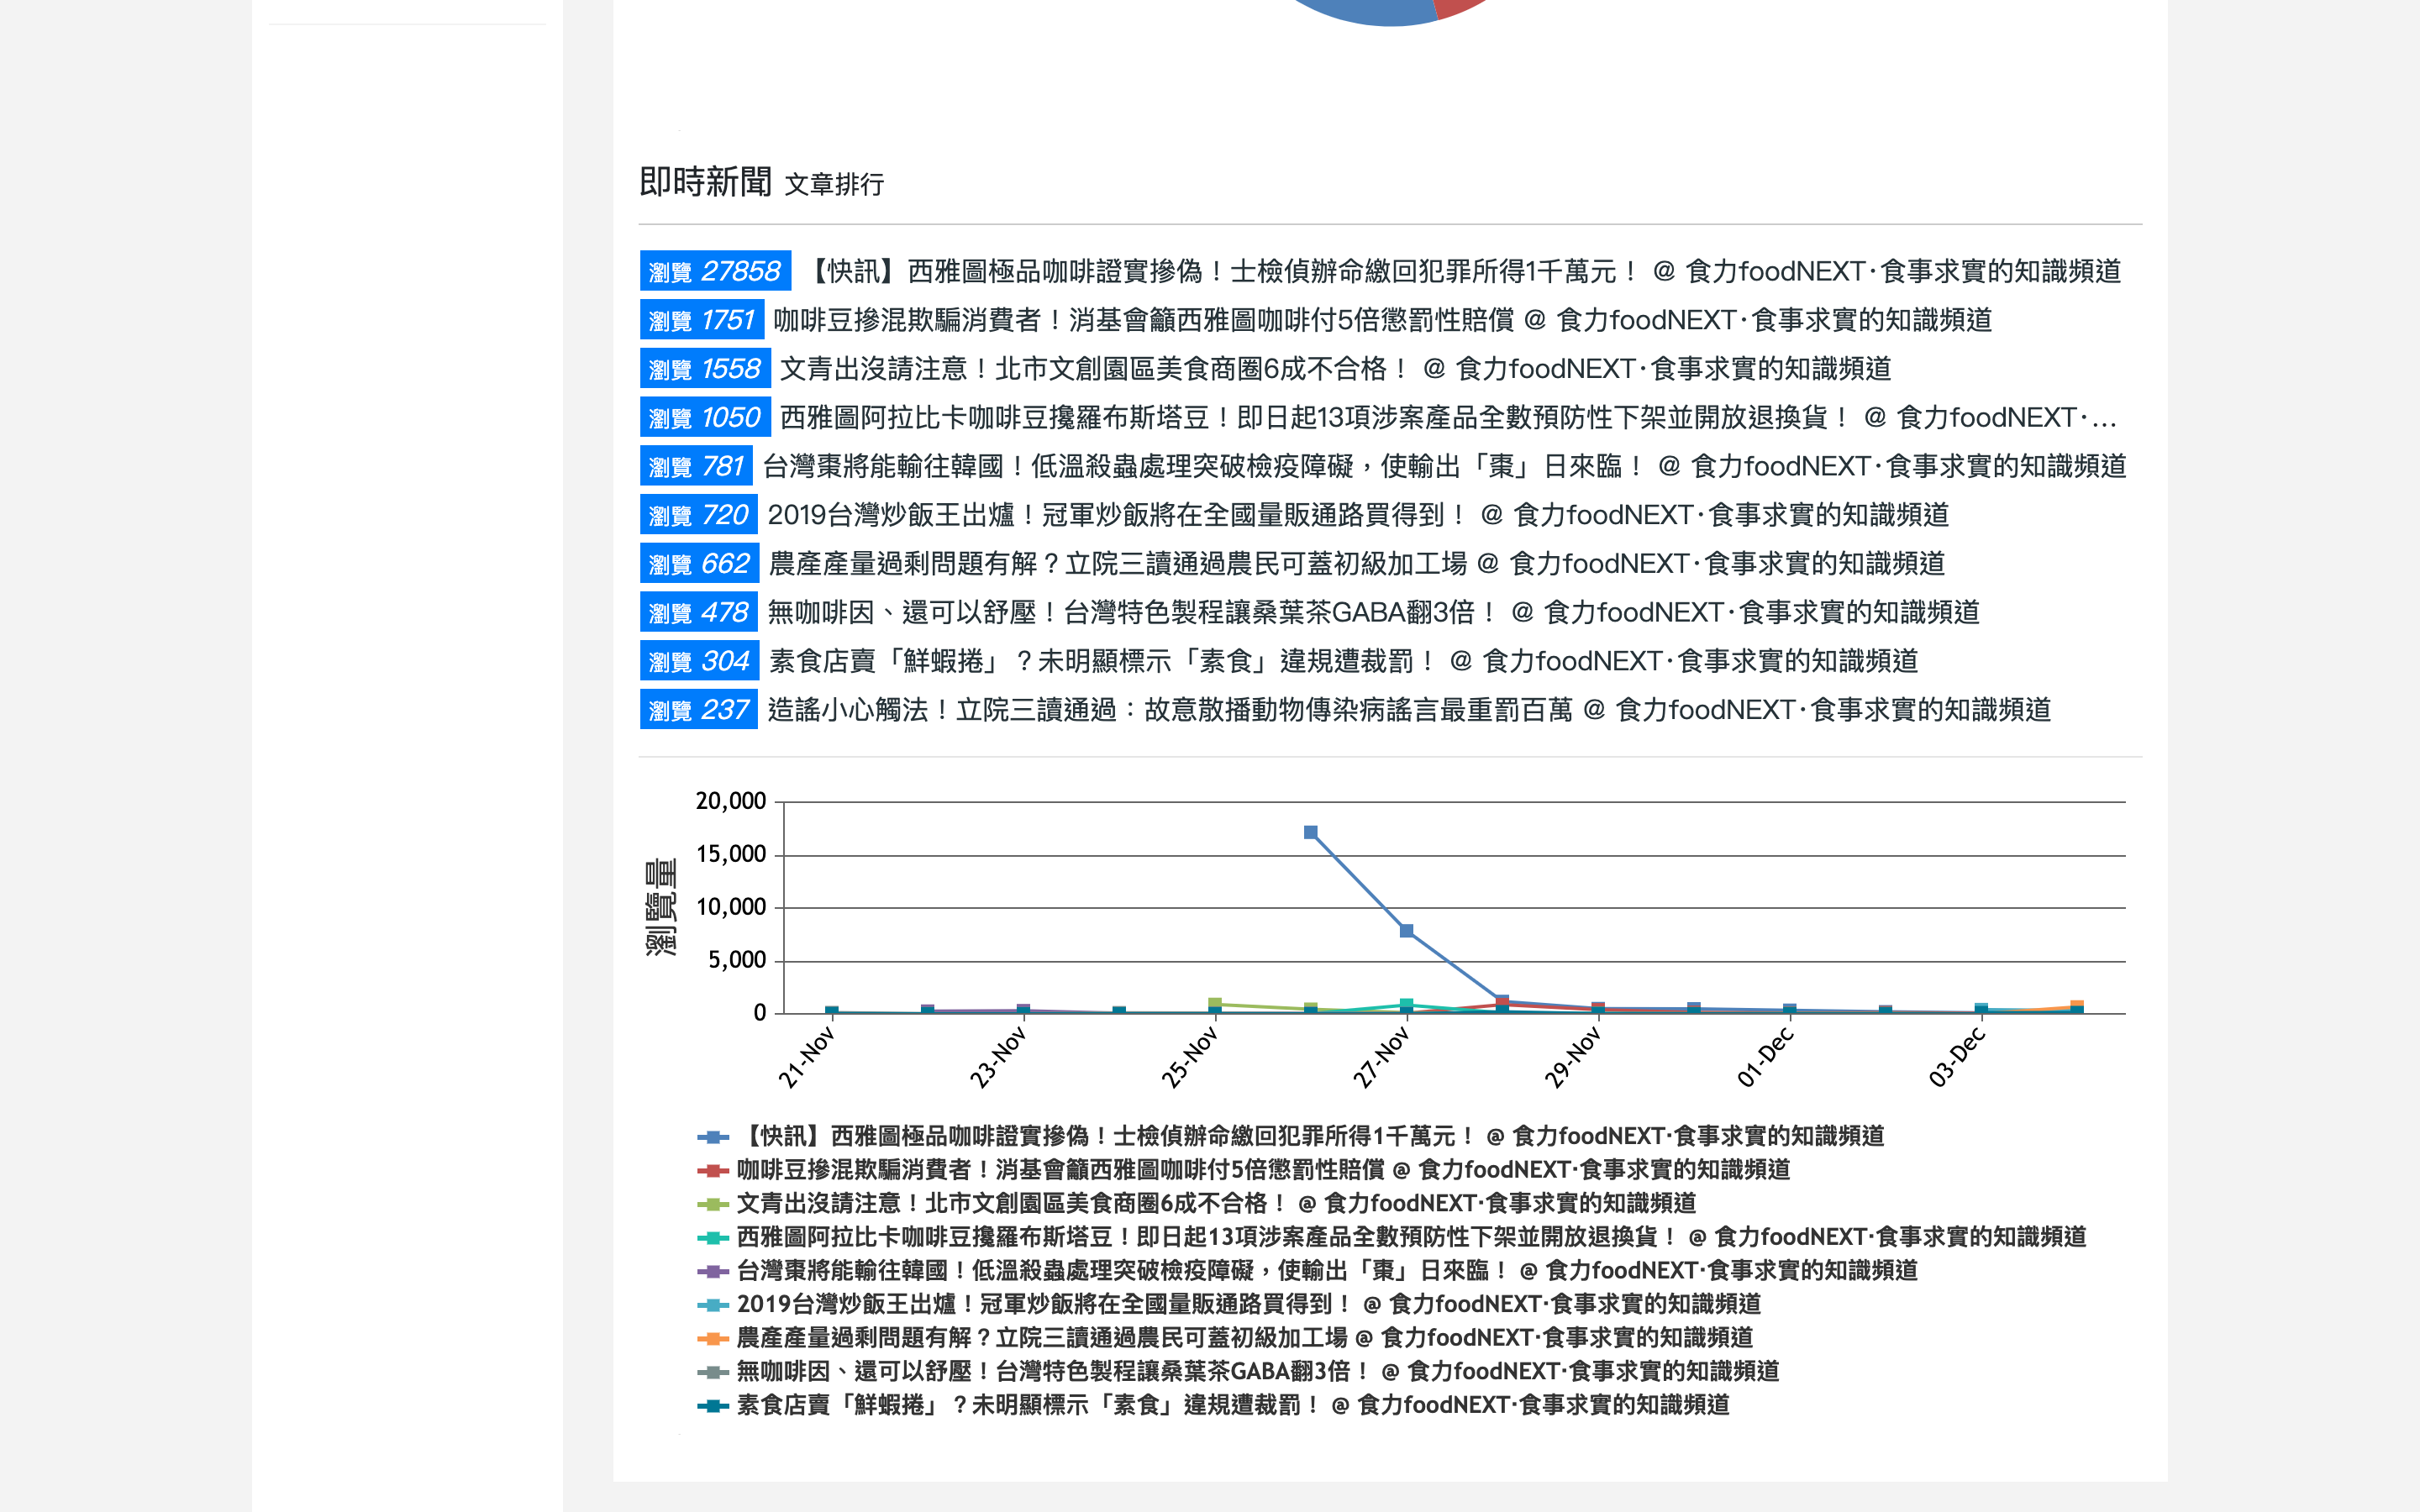 即時新聞 文章排行
瀏覽 27858 【快訊】西雅圖極品咖啡證實摻偽！士檢偵辦命繳回犯罪所得1千萬元！ @ 食力foodNEXT‧食事求實的知識頻道
瀏覽 1751 咖啡豆摻混欺騙消費者！消基會籲西雅圖咖啡付5倍懲罰性賠償 @ 食力foodNEXT‧食事求實的知識頻道
瀏覽 1558 文青出沒請注意！北市文創園區美食商圈6成不合格！ @ 食力foodNEXT‧食事求實的知識頻道
瀏覽 1050 西雅圖阿拉比卡咖啡豆攙羅布斯塔豆！即日起13項涉案產品全數預防性下架並開放退換貨！ @ 食力foodNEXT‧...
瀏覽 781 台灣棗將能輸往韓國！低溫殺蟲處理突破檢疫障礙，使輸出「棗」日來臨！ @ 食力foodNEXT‧食事求實的知識頻道
瀏覽 720 2019台灣炒飯王出爐！冠軍炒飯將在全國量販通路買得到！ @ 食力foodNEXT‧食事求實的知識頻道
瀏覽 662 農產產量過剩問題有解？立院三讀通過農民可蓋初級加工場 @ 食力foodNEXT‧食事求實的知識頻道
瀏覽 478 無咖啡因、還可以舒壓！台灣特色製程讓桑葉茶GABA翻3倍！ @ 食力foodNEXT‧食事求實的知識頻道
瀏覽 304 素食店賣「鮮蝦捲」？未明顯標示「素食」違規遭裁罰！ @ 食力foodNEXT‧食事求實的知識頻道
瀏覽 237 造謠小心觸法！立院三讀通過：故意散播動物傳染病謠言最重罰百萬 @ 食力foodNEXT‧食事求實的知識頻道
瀏覽量
20,000
15,000
10,000
5,000
0
21-Nov
23-Nov
25-Nov
27-Nov
29-Nov
01-Dec
03-Dec
【快訊】西雅圖極品咖啡證實摻偽！士檢偵辦命繳回犯罪所得1千萬元！ @ 食力foodNEXT‧食事求實的知識頻道
咖啡豆摻混欺騙消費者！消基會籲西雅圖咖啡付5倍懲罰性賠償 @ 食力foodNEXT‧食事求實的知識頻道
文青出沒請注意！北市文創園區美食商圈6成不合格！ @ 食力foodNEXT‧食事求實的知識頻道
西雅圖阿拉比卡咖啡豆攙羅布斯塔豆！即日起13項涉案產品全數預防性下架並開放退換貨！ @ 食力foodNEXT‧食事求實的知識頻道
台灣棗將能輸往韓國！低溫殺蟲處理突破檢疫障礙，使輸出「棗」日來臨！ @ 食力foodNEXT‧食事求實的知識頻道
2019台灣炒飯王出爐！冠軍炒飯將在全國量販通路買得到！ @ 食力foodNEXT‧食事求實的知識頻道
農產產量過剩問題有解？立院三讀通過農民可蓋初級加工場 @ 食力foodNEXT‧食事求實的知識頻道
無咖啡因、還可以舒壓！台灣特色製程讓桑葉茶GABA翻3倍！ @ 食力foodNEXT‧食事求實的知識頻道
素食店賣「鮮蝦捲」？未明顯標示「素食」違規遭裁罰！ @ 食力foodNEXT‧食事求實的知識頻道